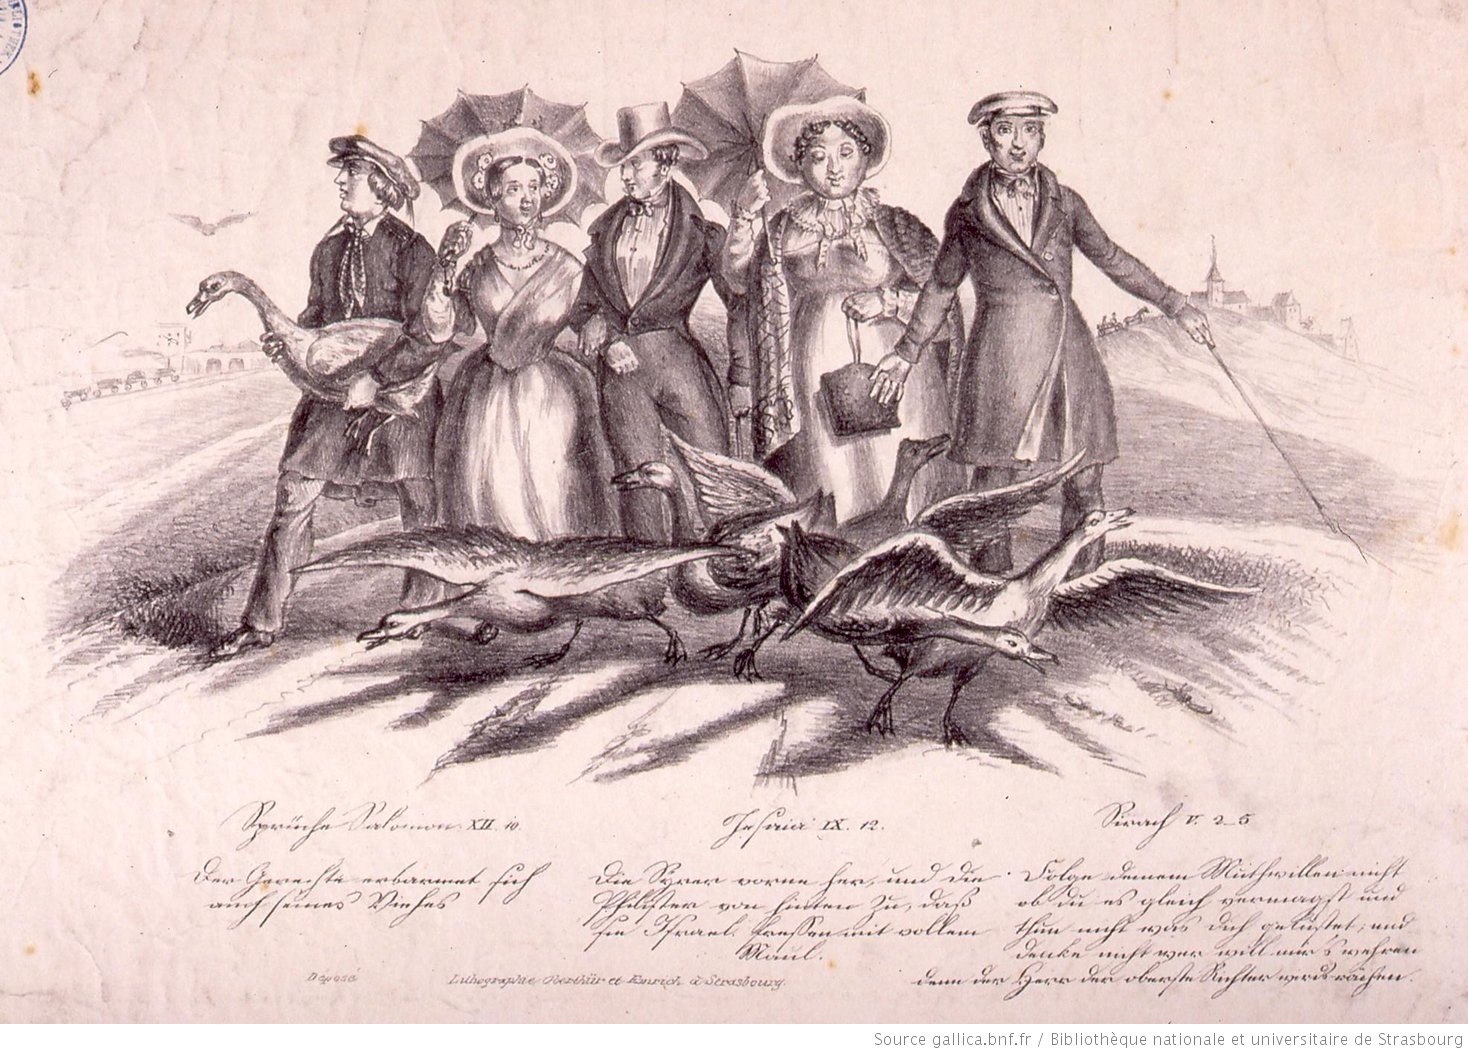 Sprüche Salomon XII. 10.
Der Gerechte erbarmet sich
auch seines Viehes
Jesaia IX. 12.
Die Syrer vorne her, und die
Philister von hinten zu, daß
sie Israel fressen mit vollem
Maul.
Sirach V. 2_5
Folge deinem Muthwillen nicht
ob du es gleich vermagst und
thue nicht was dich gelüstet; und
denke nicht wer will mir's wehren
denn der Herr der oberste Richter wirds rächen.
Déposé
Lithographie Oberthür et Emrich à Strasbourg.
Source gallica.bnf.fr / Bibliothèque nationale et universitaire de Strasbourg